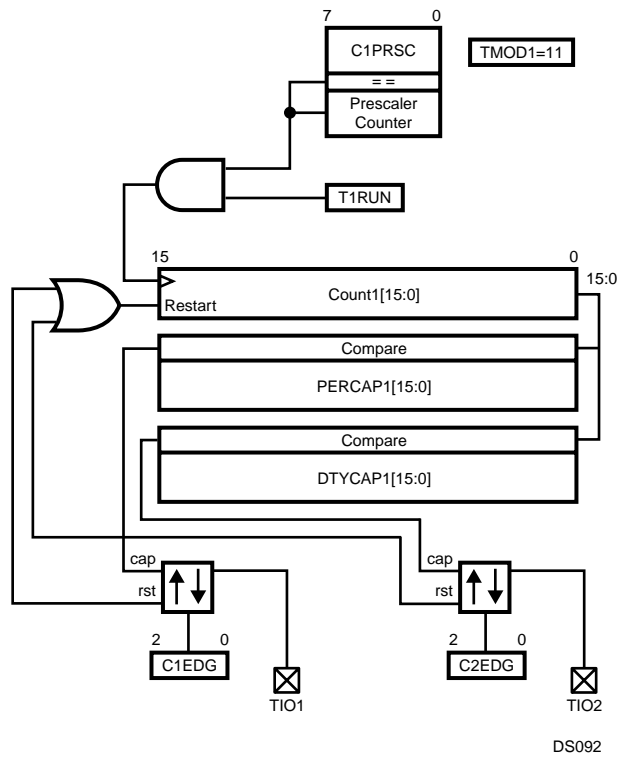 7 0
C1PRSC
TMOD1=11
= =
Prescaler
Counter
T1RUN
15 0
15:0
Count1[15:0]
Restart
Compare
PERCAP1[15:0]
Compare
DTYCAP1[15:0]
cap cap
rst rst
2 0 2 0
C1EDG C2EDG
TIO1 TIO2
DS092